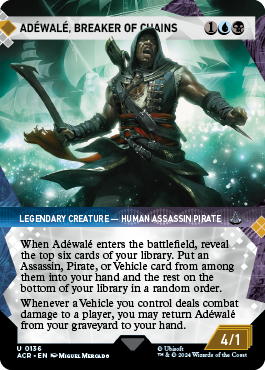 ADÉWALÉ, BREAKER OF CHAINS 1
LEGENDARY CREATURE — HUMAN ASSASSIN PIRATE
When Adéwalé enters the battlefield, reveal
the top six cards of your library. Put an
Assassin, Pirate, or Vehicle card from among
them into your hand and the rest on the
bottom of your library in a random order.
Whenever a Vehicle you control deals combat
damage to a player, you may return Adéwalé
from your graveyard to your hand.
4/1
U 0136
ACR • EN Miguel Mercado
© Ubisoft
™ & © 2024 Wizards of the Coast